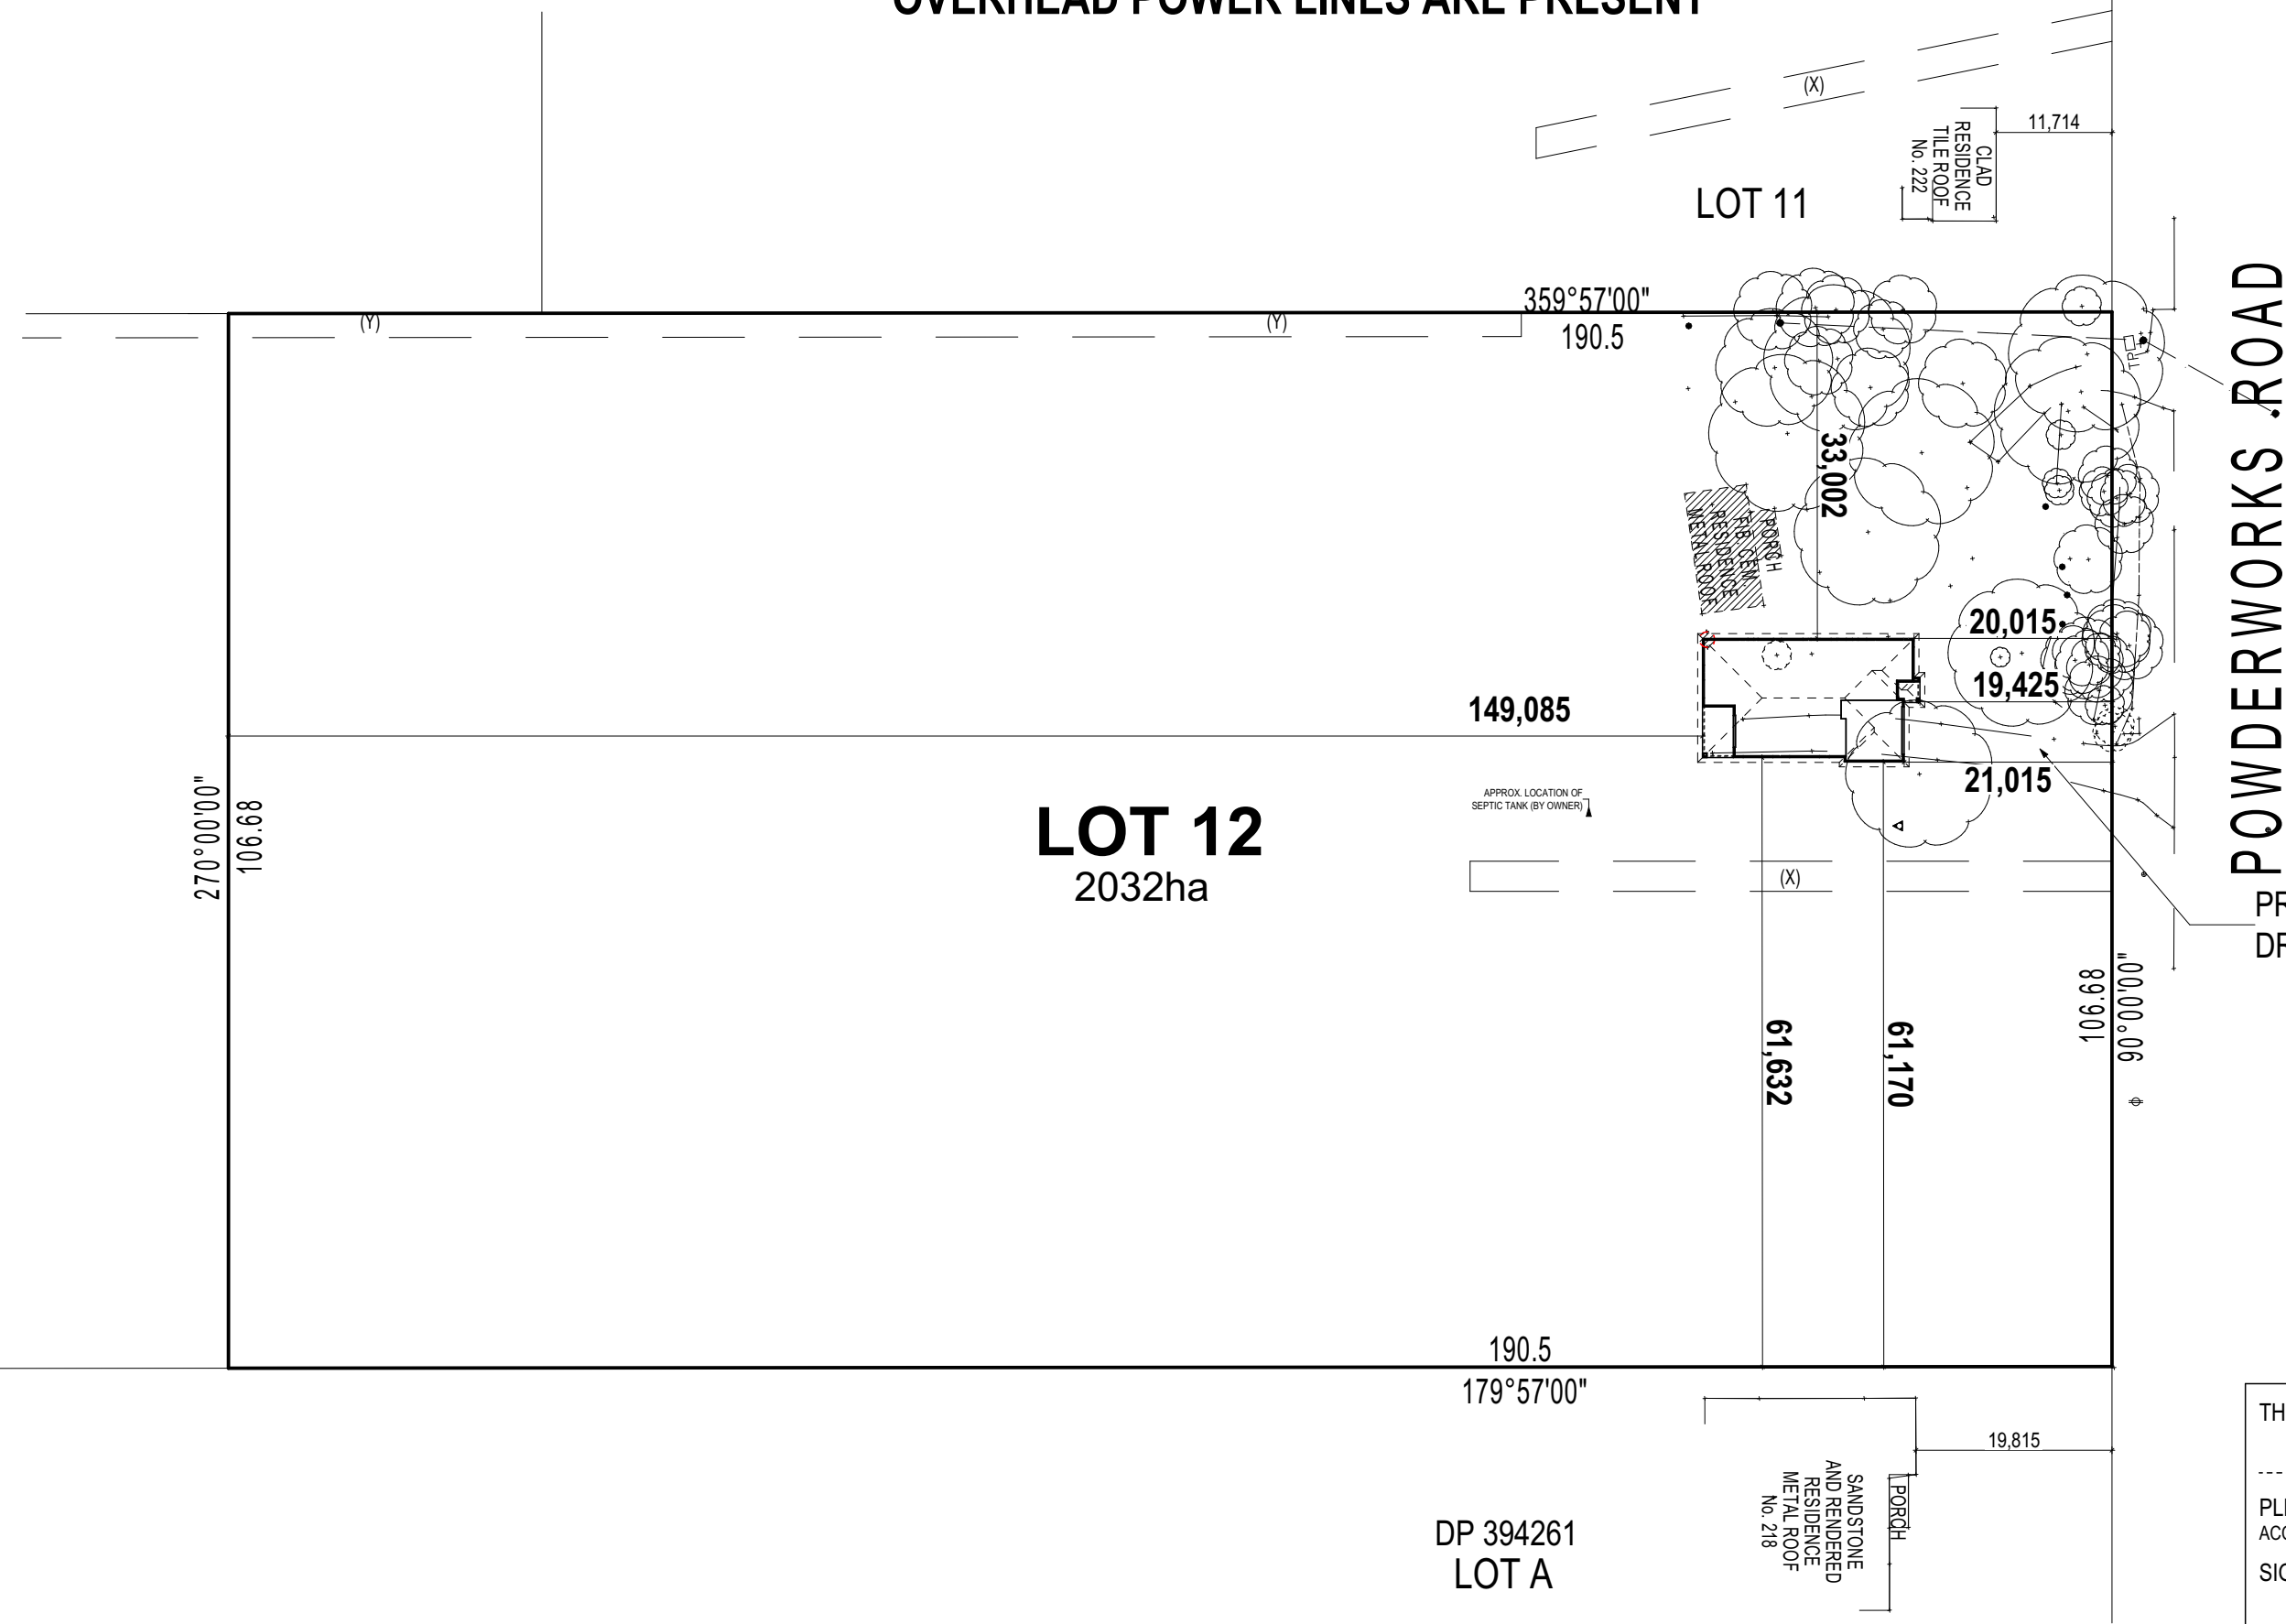 OVERHEAD POWER LINES ARE PRESENT
(X)
11,714
CLAD
RESIDENCE
TILE ROOF
No. 222
LOT 11
359°57'00"
190.5
(Y)
(Y)
POWDERWORKS ROAD
33,002
PORCH
FIB. CEM.
RESIDENCE
METAL ROOF
20,015
19,425
149,085
21,015
APPROX. LOCATION OF
SEPTIC TANK (BY OWNER)
LOT 12
2032ha
270°00'00"
106.68
(X)
106.68
90°00'00"
61,632
61,170
190.5
179°57'00"
19,815
PORCH
SANDSTONE
AND RENDERED
RESIDENCE
METAL ROOF
No. 218
DP 394261
LOT A